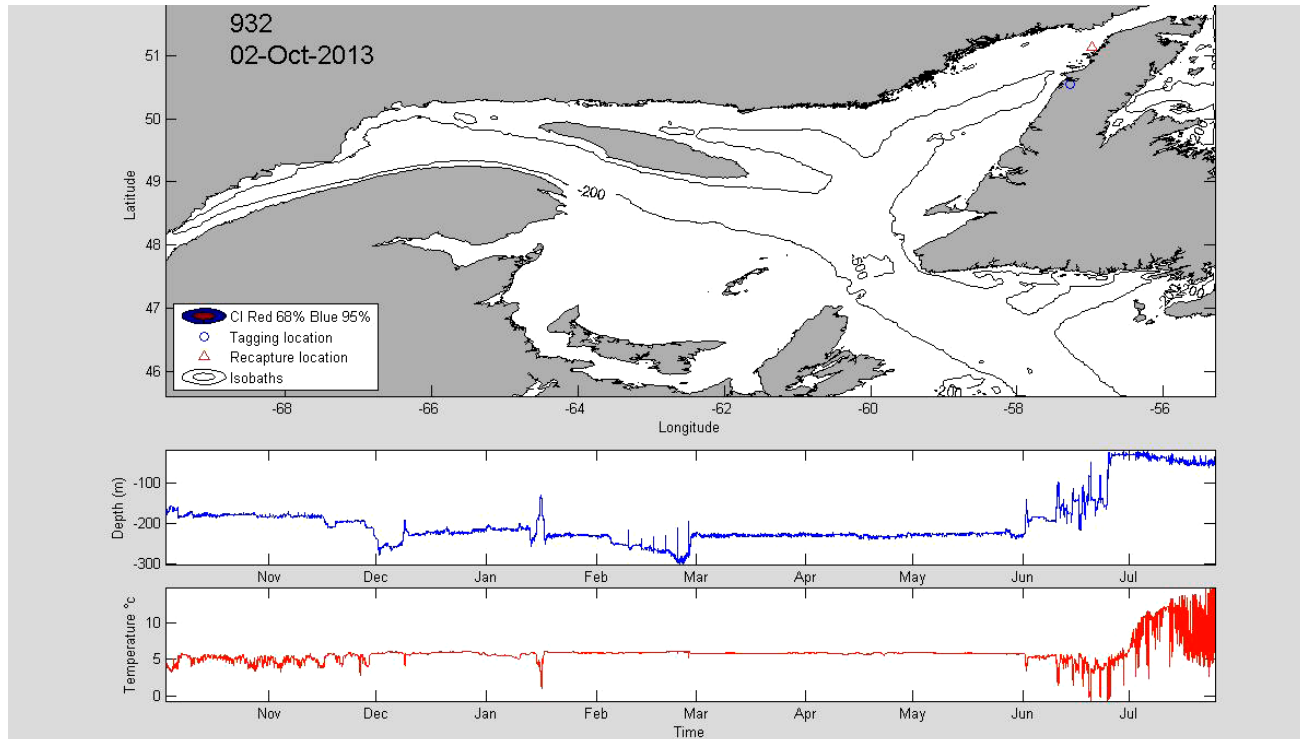 932
02-Oct-2013
51
50
49
48
47
46
Latitude
-200
-500
-200
200
CI Red 68% Blue 95%
Tagging location
Recapture location
Isobaths
-68 -66 -64 -62 -60 -58 -56
Longitude
-100
-200
-300
Depth (m)
Nov Dec Jan Feb Mar Apr May Jun Jul
10
5
0
Temperature °c
Nov Dec Jan Feb Mar Apr May Jun Jul
Time